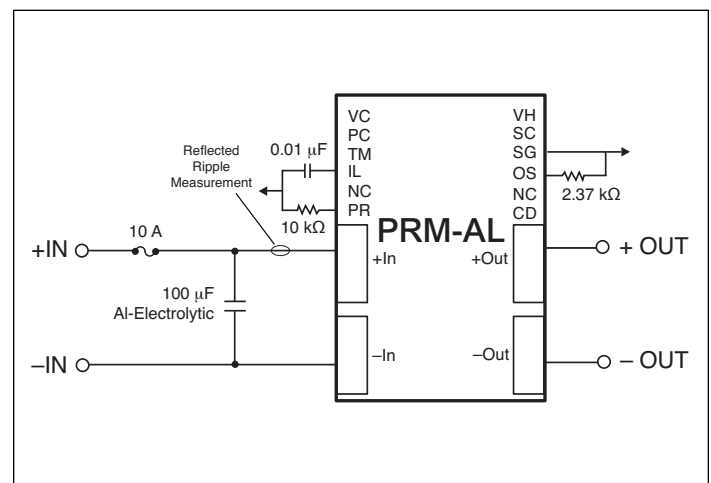 VC
PC
TM
IL
NC
PR
VH
SC
SG
OS
NC
CD
0.01 μF
10 kΩ
2.37 kΩ
Reflected
Ripple
Measurement
PRM-AL
10 A
+IN
+In
+Out
+ OUT
100 μF
Al-Electrolytic
–IN
–In
–Out
– OUT